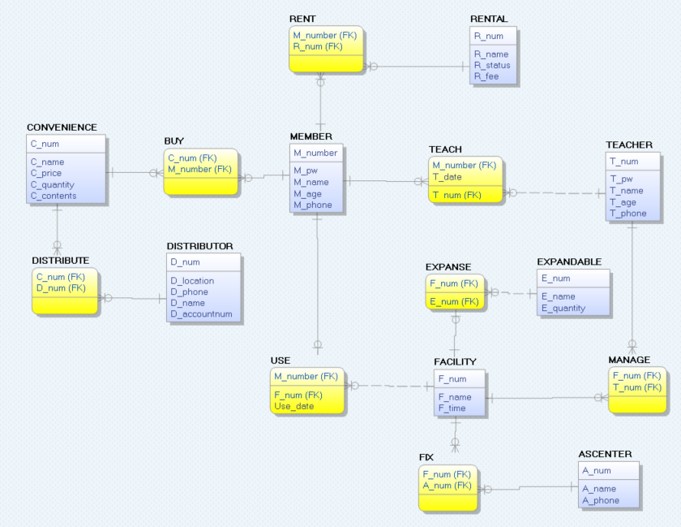 RENT
M_number (FK)
R_num (FK)
RENTAL
R_num
R_name
R_status
R_fee
CONVENIENCE
C_num
C_name
C_price
C_quantity
C_contents
BUY
C_num (FK)
M_number (FK)
MEMBER
M_number
M_pw
M_name
M_age
M_phone
TEACH
M_number (FK)
T_date
T_num (FK)
TEACHER
T_num
T_pw
T_name
T_age
T_phone
DISTRIBUTE
C_num (FK)
D_num (FK)
DISTRIBUTOR
D_num
D_location
D_phone
D_name
D_accountnum
EXPANSE
F_num (FK)
E_num (FK)
EXPANDABLE
E_num
E_name
E_quantity
USE
M_number (FK)
F_num (FK)
Use_date
FACILITY
F_num
F_name
F_time
MANAGE
F_num (FK)
T_num (FK)
FIX
F_num (FK)
A_num (FK)
ASCENTER
A_num
A_name
A_phone